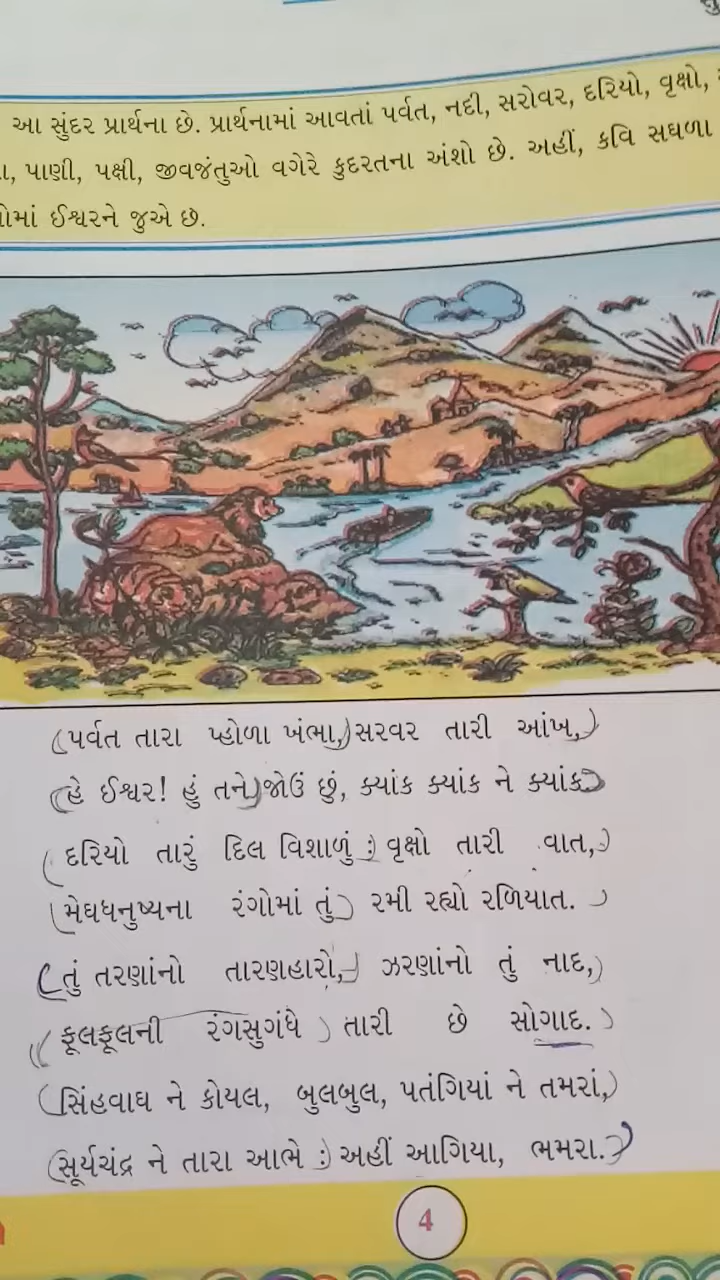 આ સુંદર પ્રાર્થના છે. પ્રાર્થનામાં આવતાં પર્વત, નદી, સરોવર, દરિયો, વૃક્ષો,
પાણી, પક્ષી, જીવજંતુઓ વગેરે કુદરતના અંશો છે. અહીં, કવિ સઘળા
ઈશ્વરને જુએ છે.
પર્વત તારા પ્હોળા ખંભા, સરવર તારી આંખ,
હે ઈશ્વર! હું તને જોઉં છું, ક્યાંક ક્યાંક ને ક્યાંક
દરિયો તારું દિલ વિશાળું : વૃક્ષો તારી વાત,
મેઘધનુષ્યના રંગોમાં તું રમી રહ્યો રળિયાત.
તું તરણાંનો તારણહારો, ઝરણાંનો તું નાદ,
ફૂલફૂલની રંગસુગંધે તારી છે સોગાદ.
સિંહવાઘ ને કોયલ, બુલબુલ, પતંગિયાં ને તમરાં,
સૂર્યચંદ્ર ને તારા આભે : અહીં આગિયા, ભમરા.
4